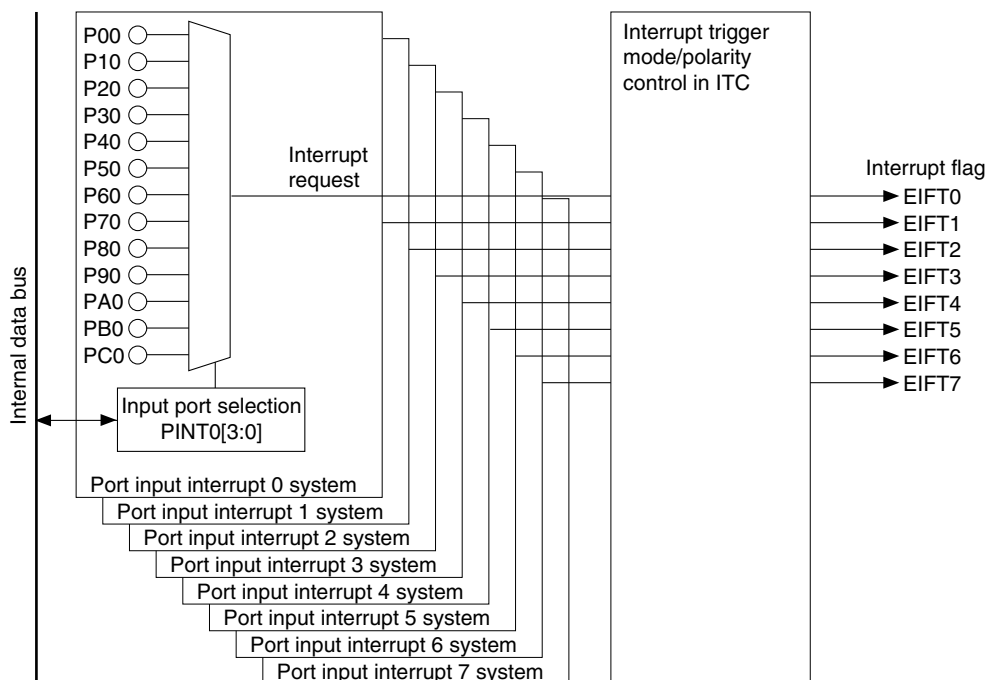 P00
P10
P20
P30
P40
P50
P60
P70
P80
P90
PA0
PB0
PC0
Interrupt
request
Input port selection
PINT0[3:0]
Internal data bus
Port input interrupt 0 system
Port input interrupt 1 system
Port input interrupt 2 system
Port input interrupt 3 system
Port input interrupt 4 system
Port input interrupt 5 system
Port input interrupt 6 system
Port input interrupt 7 system
Interrupt trigger
mode/polarity
control in ITC
Interrupt flag
EIFT0
EIFT1
EIFT2
EIFT3
EIFT4
EIFT5
EIFT6
EIFT7